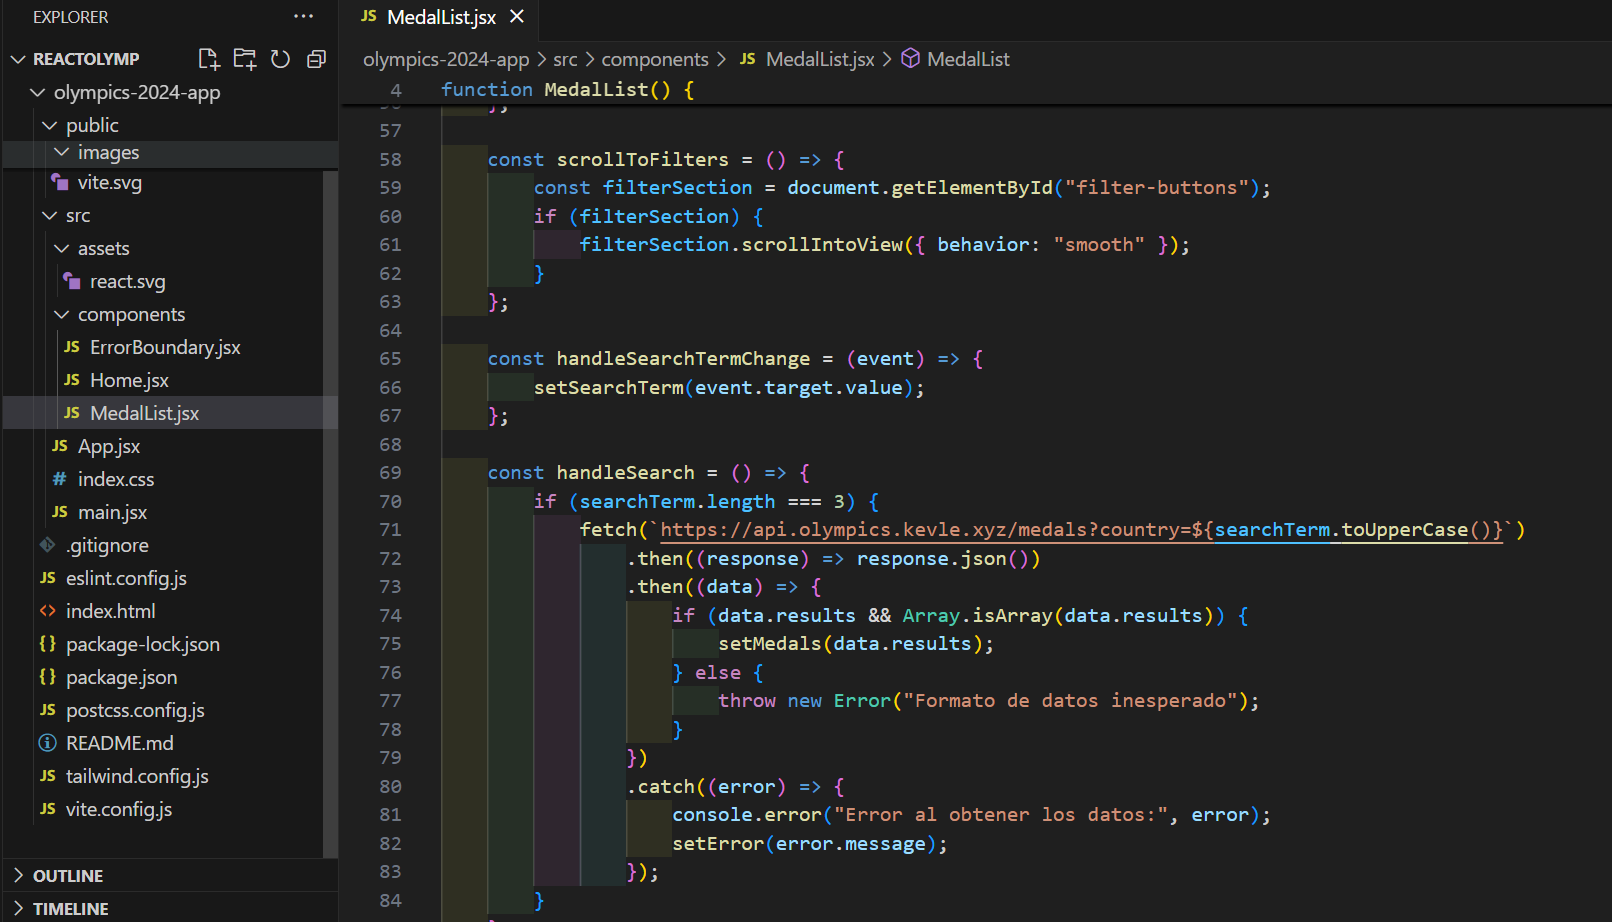 EXPLORER ···
REACTOLYMP
olympics-2024-app
public
images
vite.svg
src
assets
react.svg
components
JS ErrorBoundary.jsx
JS Home.jsx
JS MedalList.jsx
JS App.jsx
# index.css
JS main.jsx
.gitignore
JS eslint.config.js
<> index.html
{} package-lock.json
{} package.json
JS postcss.config.js
README.md
JS tailwind.config.js
JS vite.config.js
OUTLINE
TIMELINE
JS MedalList.jsx
olympics-2024-app > src > components > JS MedalList.jsx > MedalList
4 function MedalList() {
56 };
57
58 const scrollToFilters = () => {
59 const filterSection = document.getElementById("filter-buttons");
60 if (filterSection) {
61 filterSection.scrollIntoView({ behavior: "smooth" });
62 }
63 };
64
65 const handleSearchTermChange = (event) => {
66 setSearchTerm(event.target.value);
67 };
68
69 const handleSearch = () => {
70 if (searchTerm.length === 3) {
71 fetch(`https://api.olympics.kevle.xyz/medals?country=${searchTerm.toUpperCase()}`)
72 .then((response) => response.json())
73 .then((data) => {
74 if (data.results && Array.isArray(data.results)) {
75 setMedals(data.results);
76 } else {
77 throw new Error("Formato de datos inesperado");
78 }
79 })
80 .catch((error) => {
81 console.error("Error al obtener los datos:", error);
82 setError(error.message);
83 });
84 }